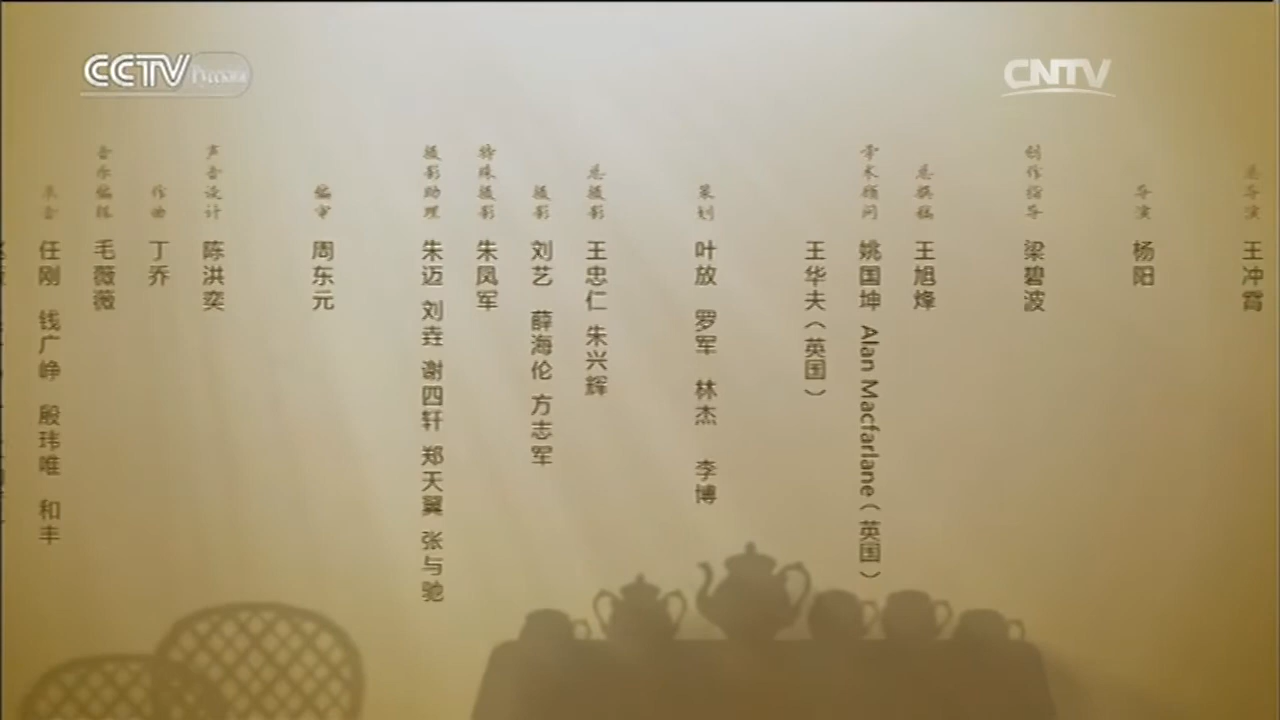 CCTV
CNTV
总导演 王冲霄
导演 杨阳
创作指导 梁碧波
总撰稿 王旭烽
学术顾问 姚国坤 Alan Macfarlane（英国）
王华夫（英国）
策划 叶放 罗军 林杰 李博
总摄影 王忠仁 朱兴辉
摄影 刘艺 薛海伦 方志军
特殊摄影 朱凤军
摄影助理 朱迈 刘垚 谢四轩 郑天翼 张与驰
编审 周东元
声音设计 陈洪奕
作曲 丁乔
音乐编辑 毛薇薇
录音 任刚 钱广峥 殷玮唯 和丰